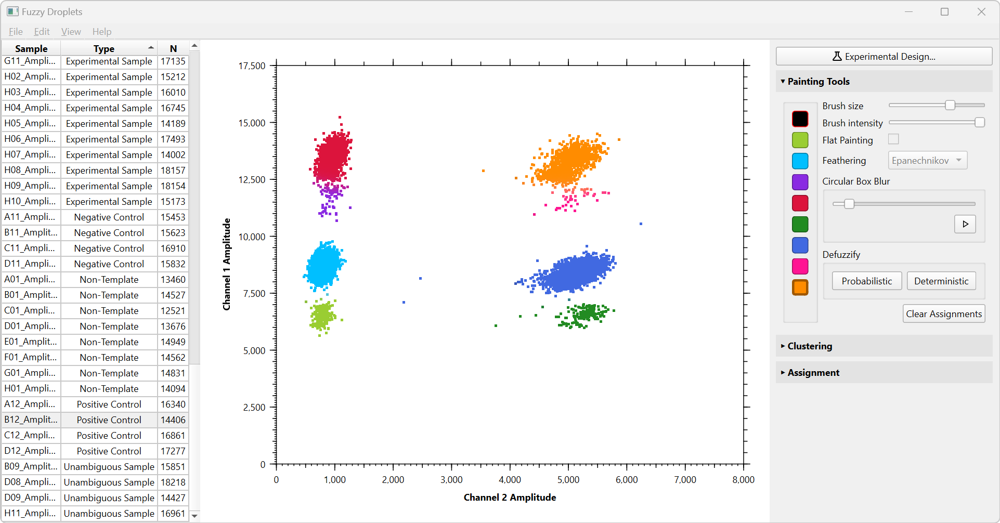 Fuzzy Droplets
File Edit View Help
Sample Type N
G11_Ampli... Experimental Sample 17135
H02_Ampli... Experimental Sample 15212
H03_Ampli... Experimental Sample 16010
H04_Ampli... Experimental Sample 16745
H05_Ampli... Experimental Sample 14189
H06_Ampli... Experimental Sample 17493
H07_Ampli... Experimental Sample 14002
H08_Ampli... Experimental Sample 18157
H09_Ampli... Experimental Sample 18154
H10_Ampli... Experimental Sample 15173
A11_Ampli... Negative Control 15453
B11_Amplit... Negative Control 15623
C11_Ampli... Negative Control 16910
D11_Ampli... Negative Control 15832
A01_Ampli... Non-Template 13460
B01_Ampli... Non-Template 14527
C01_Ampli... Non-Template 12521
D01_Ampli... Non-Template 13676
E01_Amplit... Non-Template 14949
F01_Amplit... Non-Template 14562
G01_Ampli... Non-Template 14831
H01_Ampli... Non-Template 14094
A12_Ampli... Positive Control 16340
B12_Amplit... Positive Control 14406
C12_Ampli... Positive Control 16861
D12_Ampli... Positive Control 17277
B09_Amplit... Unambiguous Sample 15851
D08_Ampli... Unambiguous Sample 18218
D09_Ampli... Unambiguous Sample 14427
H11_Ampli... Unambiguous Sample 16961
17,500
15,000
12,500
10,000
7,500
5,000
2,500
0
Channel 1 Amplitude
0 1,000 2,000 3,000 4,000 5,000 6,000 7,000 8,000
Channel 2 Amplitude
Experimental Design...
Painting Tools
Brush size
Brush intensity
Flat Painting
Feathering Epanechnikov
Circular Box Blur
Defuzzify
Probabilistic Deterministic
Clear Assignments
Clustering
Assignment